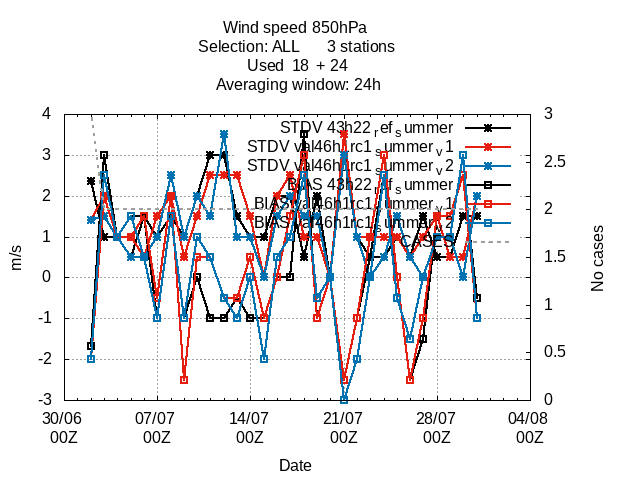 Wind speed 850hPa
Selection: ALL 3 stations
Used 18 + 24
Averaging window: 24h
STDV 43h22_ref_summer
STDV val46h1rc1_summer_v1
STDV val46h1rc1_summer_v2
BIAS 43h22_ref_summer
BIAS val46h1rc1_summer_v1
BIAS val46h1rc1_summer_v2
CASES
4
3
2
1
0
-1
-2
-3
3
2.5
2
1.5
1
0.5
0
m/s
No cases
30/06 07/07 14/07 21/07 28/07 04/08
00Z 00Z 00Z 00Z 00Z 00Z
Date